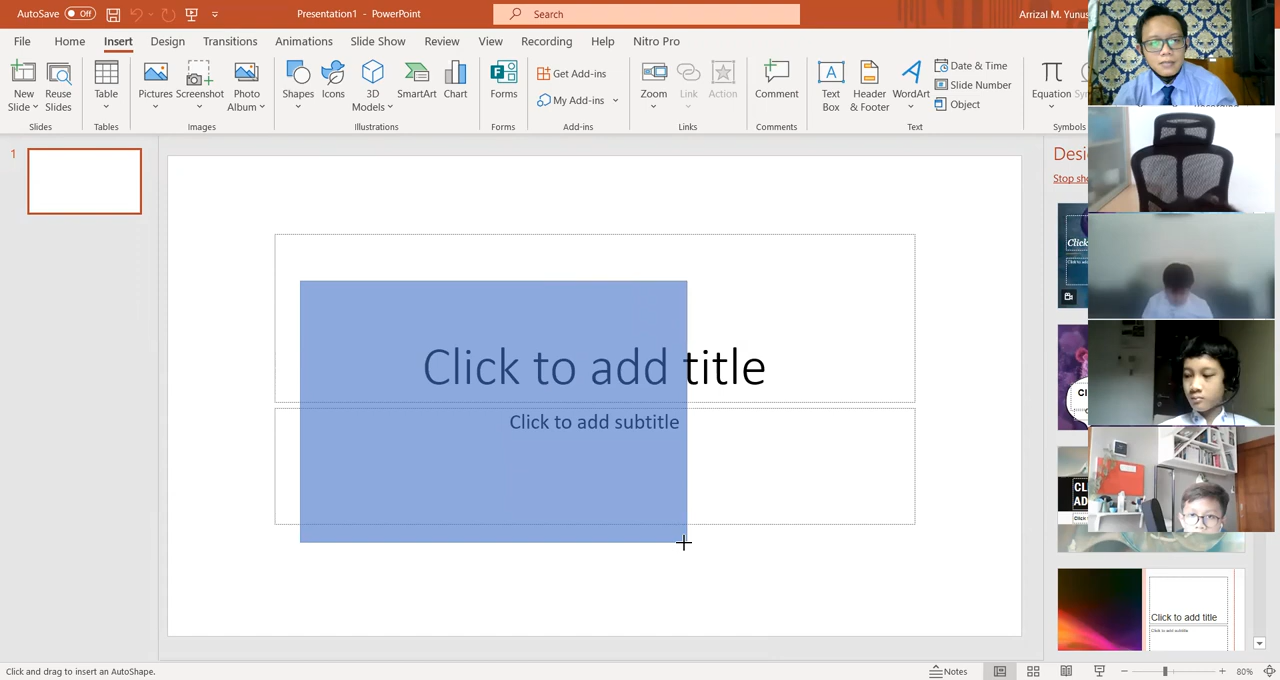 AutoSave Off
Presentation1 - PowerPoint
Search
Arrizal M. Yunus
File Home Insert Design Transitions Animations Slide Show Review View Recording Help Nitro Pro
New Slide
Reuse Slides
Table
Pictures
Screenshot
Photo Album
Shapes
Icons
3D Models
SmartArt
Chart
Forms
Get Add-ins
My Add-ins
Zoom
Link
Action
Comment
Text Box
Header & Footer
WordArt
Date & Time
Slide Number
Object
Equation
Slides Tables Images Illustrations Forms Add-ins Links Comments Text Symbols
1
Click to add title
Click to add subtitle
Click to add title
Click to add subtitle
Click and drag to insert an AutoShape.
Notes
80%